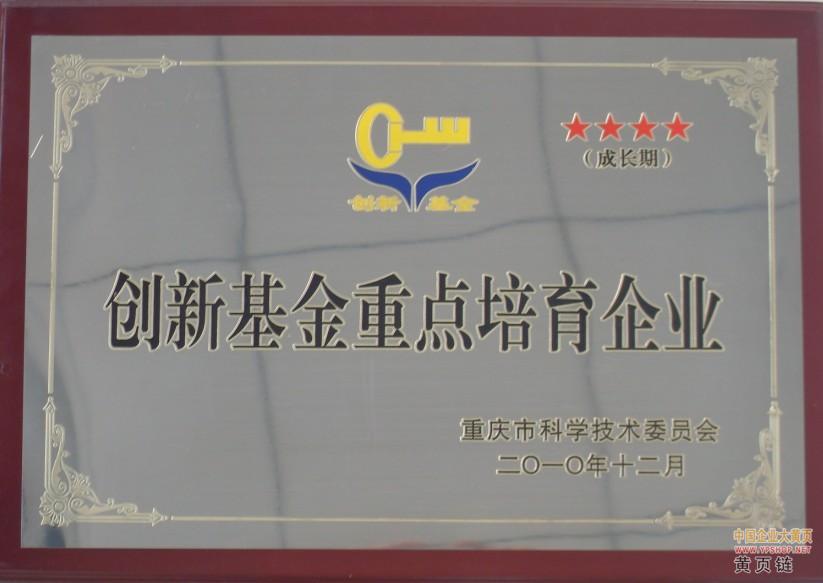 ★★★★
（成长期）
创新 基金
创新基金重点培育企业
重庆市科学技术委员会
二〇一〇年十二月
中国企业大黄页
WWW.YPSHOP.NET
黄页链